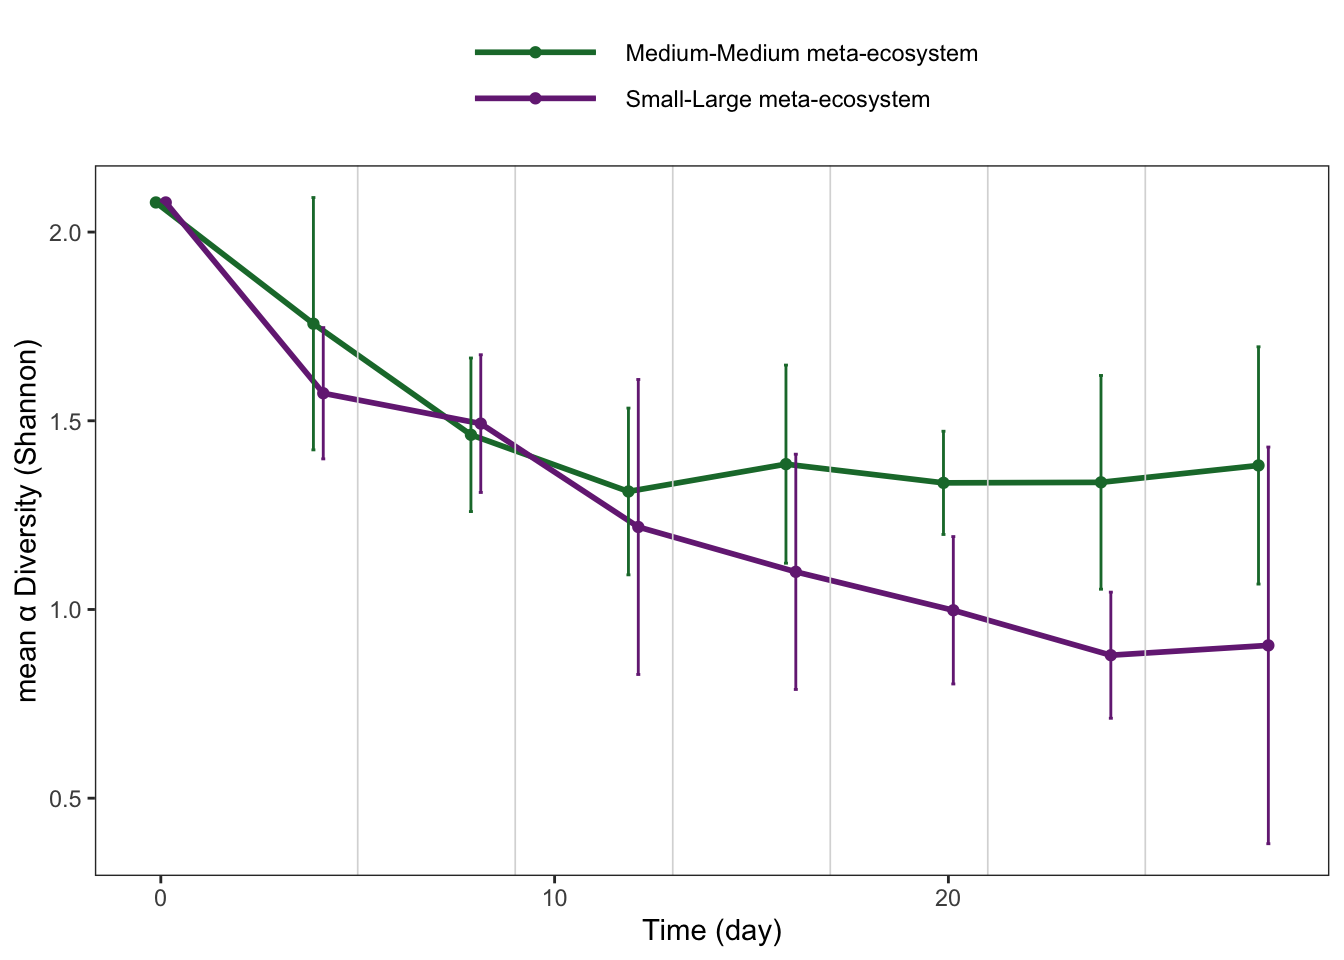 Medium-Medium meta-ecosystem
Small-Large meta-ecosystem
mean α Diversity (Shannon)
2.0
1.5
1.0
0.5
0
10
20
Time (day)